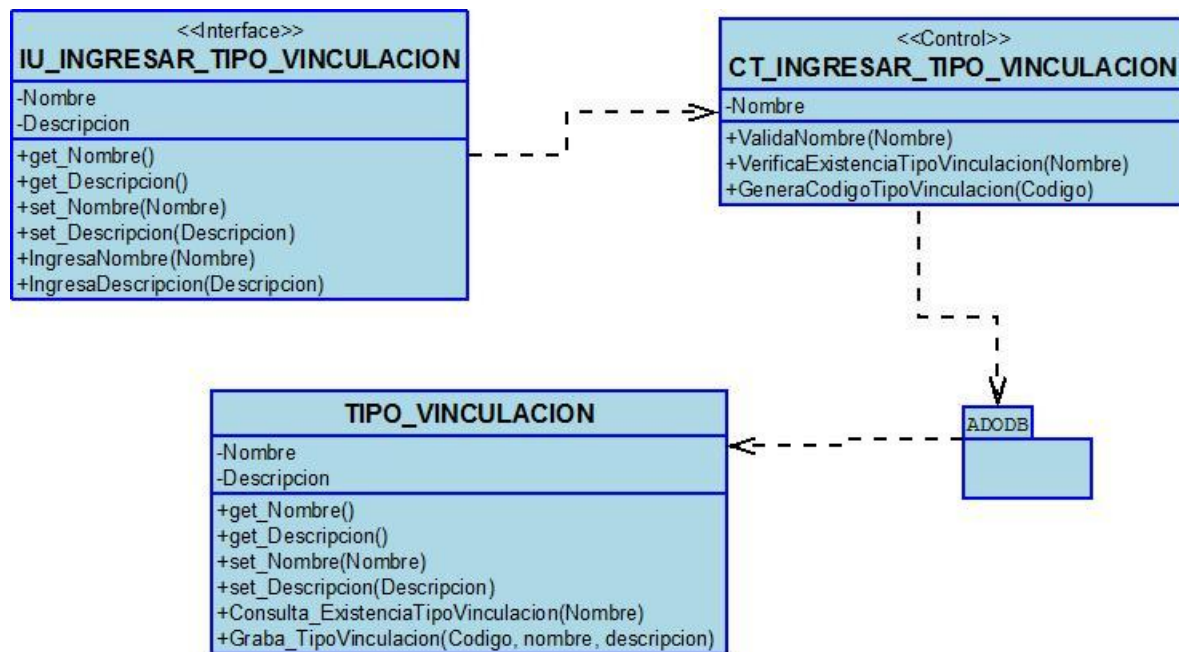 <<Interface>>
IU_INGRESAR_TIPO_VINCULACION
-Nombre
-Descripcion
+get_Nombre()
+get_Descripcion()
+set_Nombre(Nombre)
+set_Descripcion(Descripcion)
+IngresaNombre(Nombre)
+IngresaDescripcion(Descripcion)
<<Control>>
CT_INGRESAR_TIPO_VINCULACION
-Nombre
+ValidaNombre(Nombre)
+VerificaExistenciaTipoVinculacion(Nombre)
+GeneraCodigoTipoVinculacion(Codigo)
TIPO_VINCULACION
-Nombre
-Descripcion
+get_Nombre()
+get_Descripcion()
+set_Nombre(Nombre)
+set_Descripcion(Descripcion)
+Consulta_ExistenciaTipoVinculacion(Nombre)
+Graba_TipoVinculacion(Codigo, nombre, descripcion)
ADODB